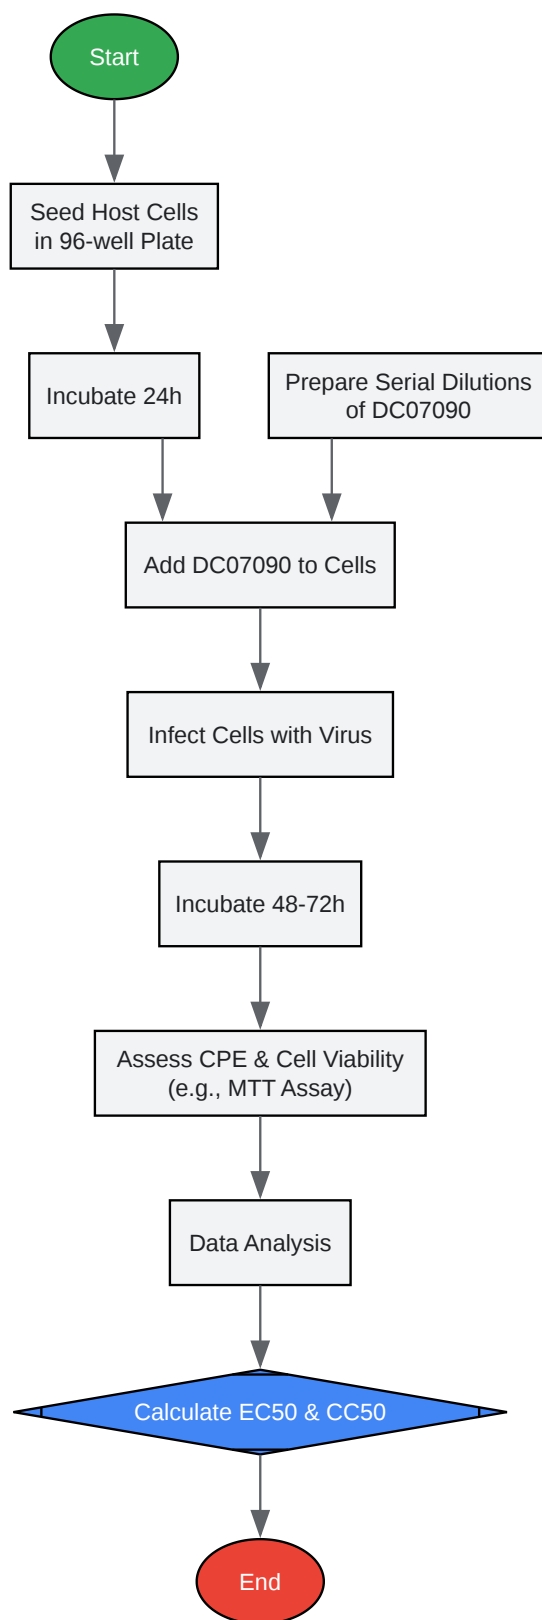 Start
Seed Host Cells
in 96-well Plate
Incubate 24h
Prepare Serial Dilutions
of DC07090
Add DC07090 to Cells
Infect Cells with Virus
Incubate 48-72h
Assess CPE & Cell Viability
(e.g., MTT Assay)
Data Analysis
Calculate EC50 & CC50
End